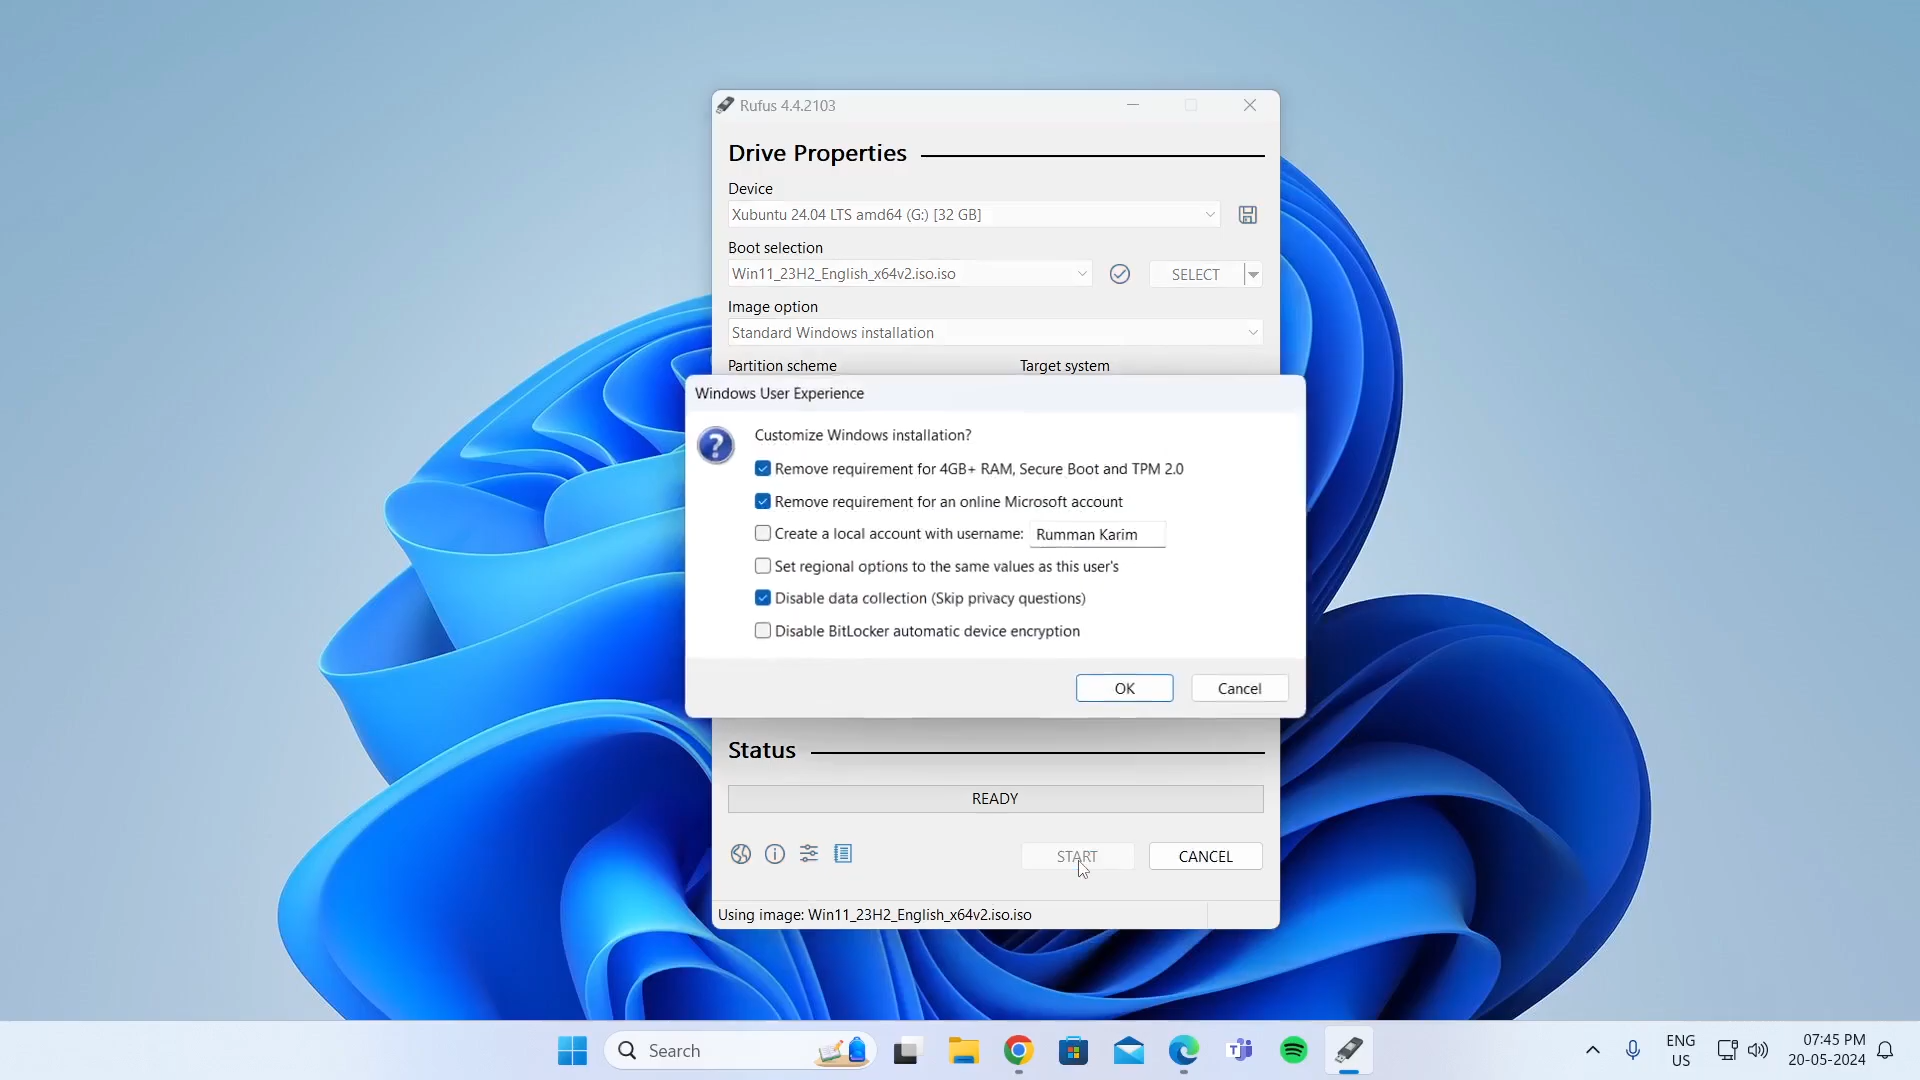 Rufus 4.4.2103
Drive Properties
Device
Xubuntu 24.04 LTS amd64 (G:) [32 GB]
Boot selection
Win11_23H2_English_x64v2.iso.iso
SELECT
Image option
Standard Windows installation
Partition scheme Target system
Windows User Experience
Customize Windows installation?
Remove requirement for 4GB+ RAM, Secure Boot and TPM 2.0
Remove requirement for an online Microsoft account
Create a local account with username: Rumman Karim
Set regional options to the same values as this user's
Disable data collection (Skip privacy questions)
Disable BitLocker automatic device encryption
OK Cancel
Status
READY
START CANCEL
Using image: Win11_23H2_English_x64v2.iso.iso
Search
ENG
US
07:45 PM
20-05-2024